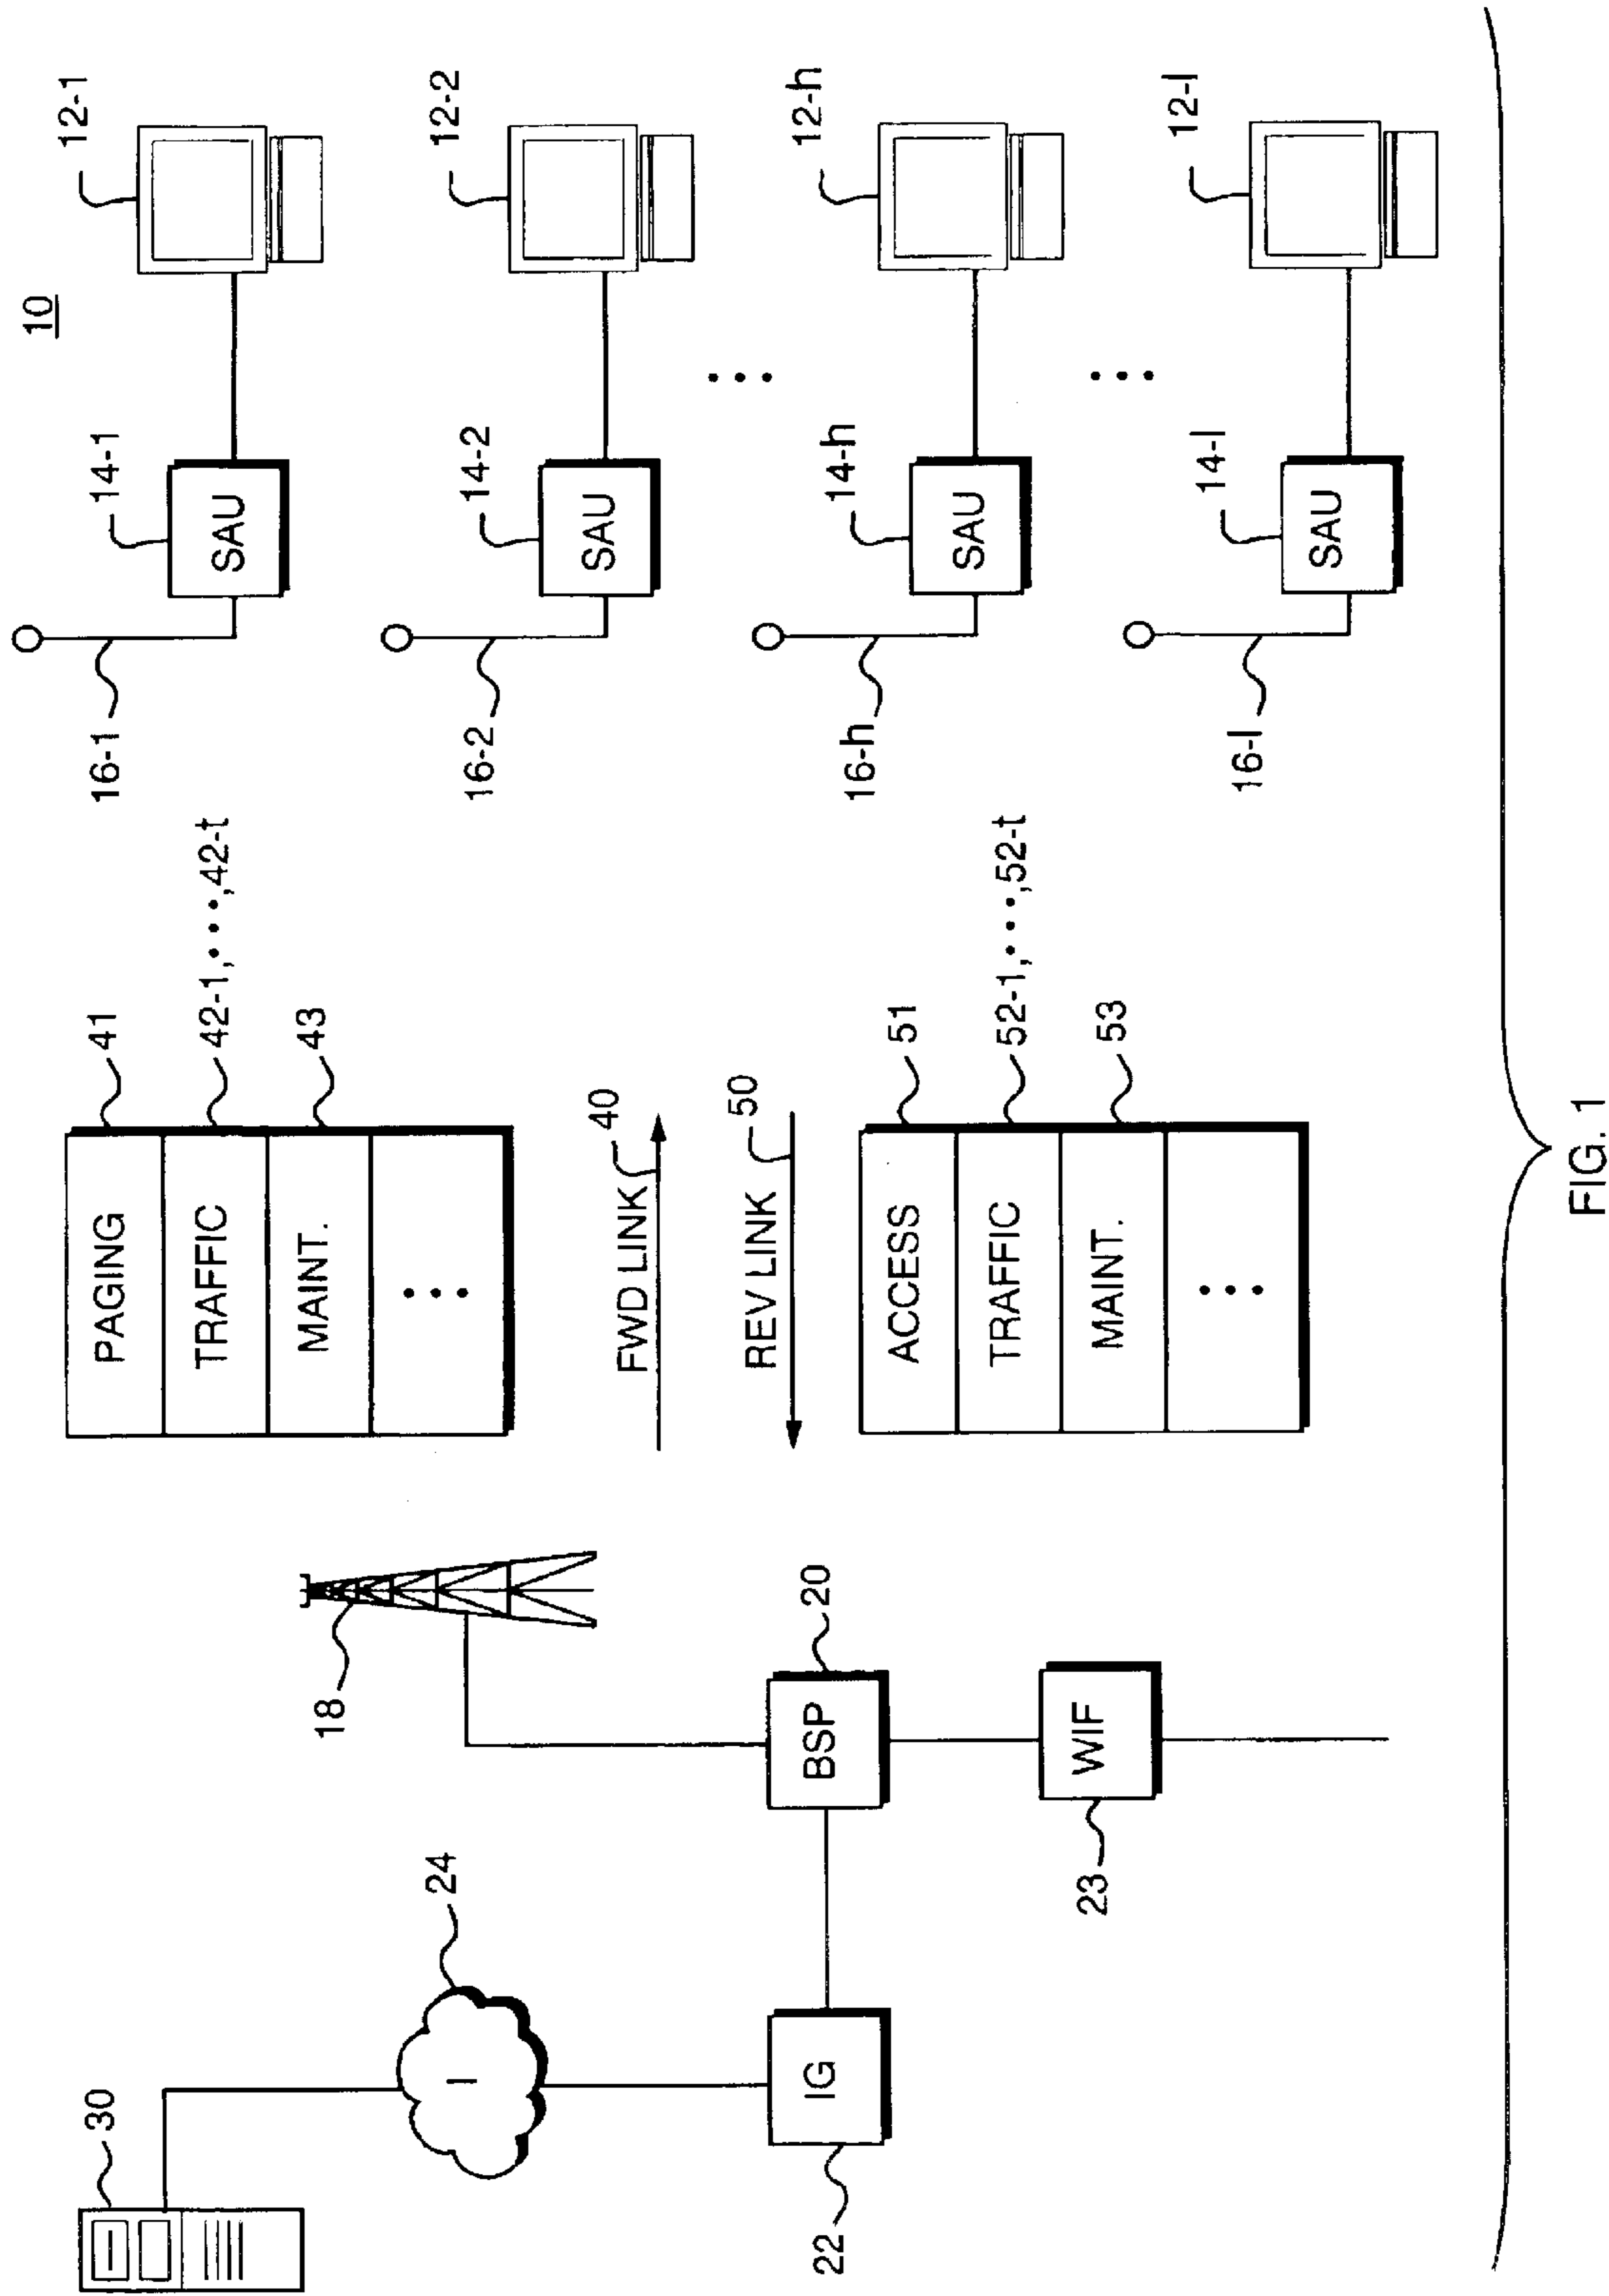 10
12-1
14-1
SAU
16-1
12-2
14-2
SAU
16-2
12-h
14-h
SAU
16-h
12-l
14-l
SAU
16-l
PAGING
41
TRAFFIC
42-1,•••,42-t
MAINT.
43
•••
FWD LINK
40
REV LINK
50
ACCESS
51
TRAFFIC
52-1,•••,52-t
MAINT.
53
•••
18
BSP
20
WIF
23
30
I
24
IG
22
FIG. 1